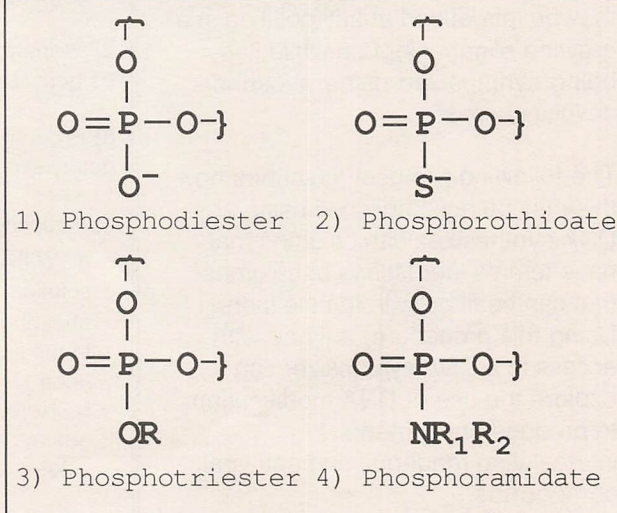 O
O=P—O-}
O⁻
1) Phosphodiester
O
O=P—O-}
S⁻
2) Phosphorothioate
O
O=P—O-}
OR
3) Phosphotriester
O
O=P—O-}
NR₁R₂
4) Phosphoramidate